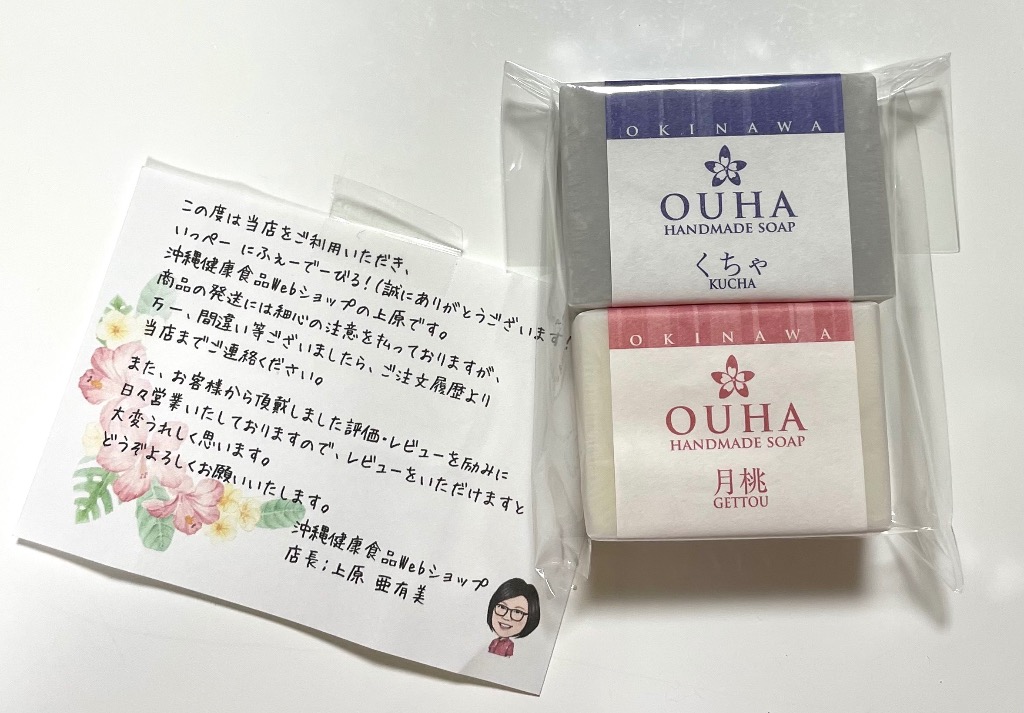 この度は当店をご利用いただき、
いっぺー にふぇーでーびる！(誠にありがとうございます！
沖縄健康食品Webショップの上原です。
商品の発送には細心の注意を払っておりますが、
万一、間違い等ございましたら、ご注文履歴より
当店までご連絡ください。
また、お客様から頂戴しました評価・レビューを励みに
日々営業いたしておりますので、レビューをいただけますと
大変うれしく思います。
どうぞよろしくお願いいたします。
沖縄健康食品Webショップ
店長；上原 亜有美
OKINAWA
OUHA
HANDMADE SOAP
くちゃ
KUCHA
OKINAWA
OUHA
HANDMADE SOAP
月桃
GETTOU